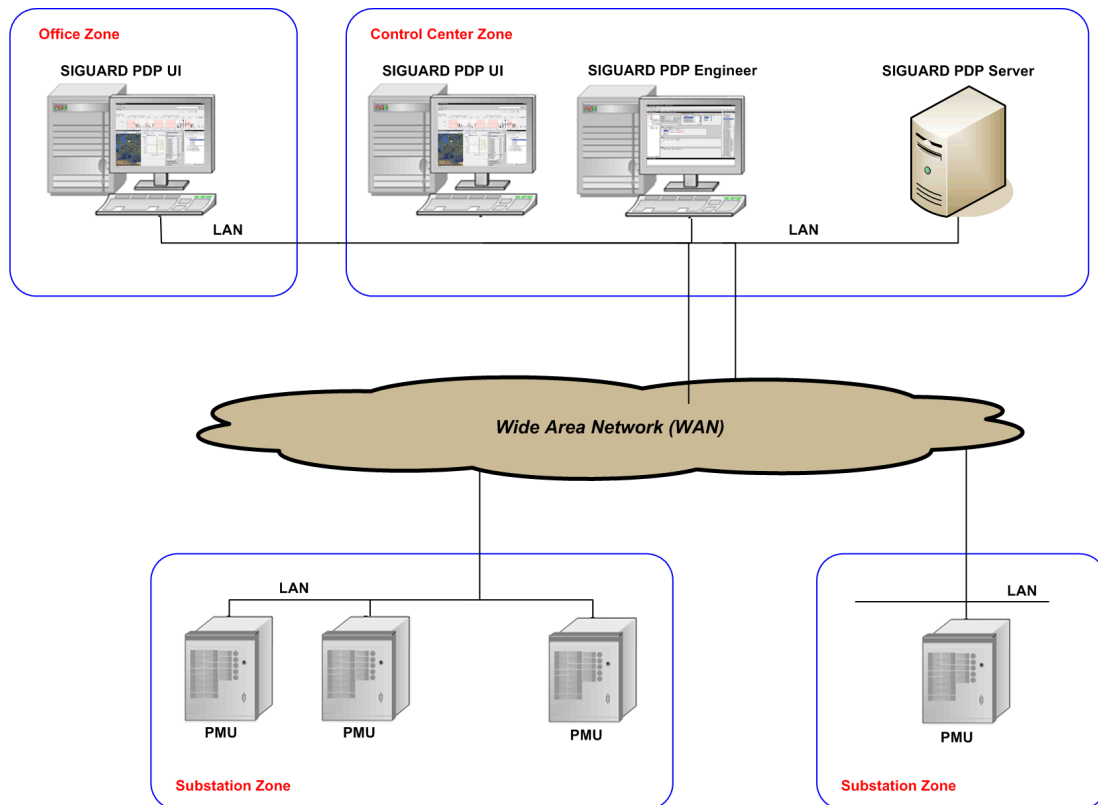 Office Zone
Control Center Zone
SIGUARD PDP UI
SIGUARD PDP UI
SIGUARD PDP Engineer
SIGUARD PDP Server
LAN
LAN
Wide Area Network (WAN)
LAN
LAN
PMU
PMU
PMU
PMU
Substation Zone
Substation Zone